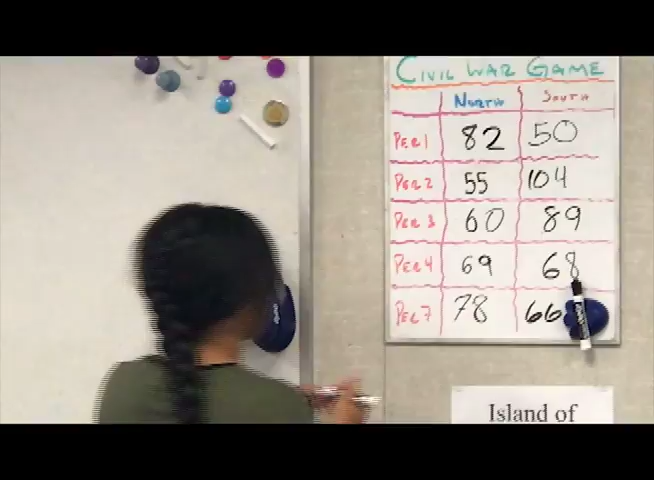 CIVIL WAR GAME
NORTH SOUTH
PER 1 82 50
PER 2 55 104
PER 3 60 89
PER 4 69 68
PER 7 78 66
Island of